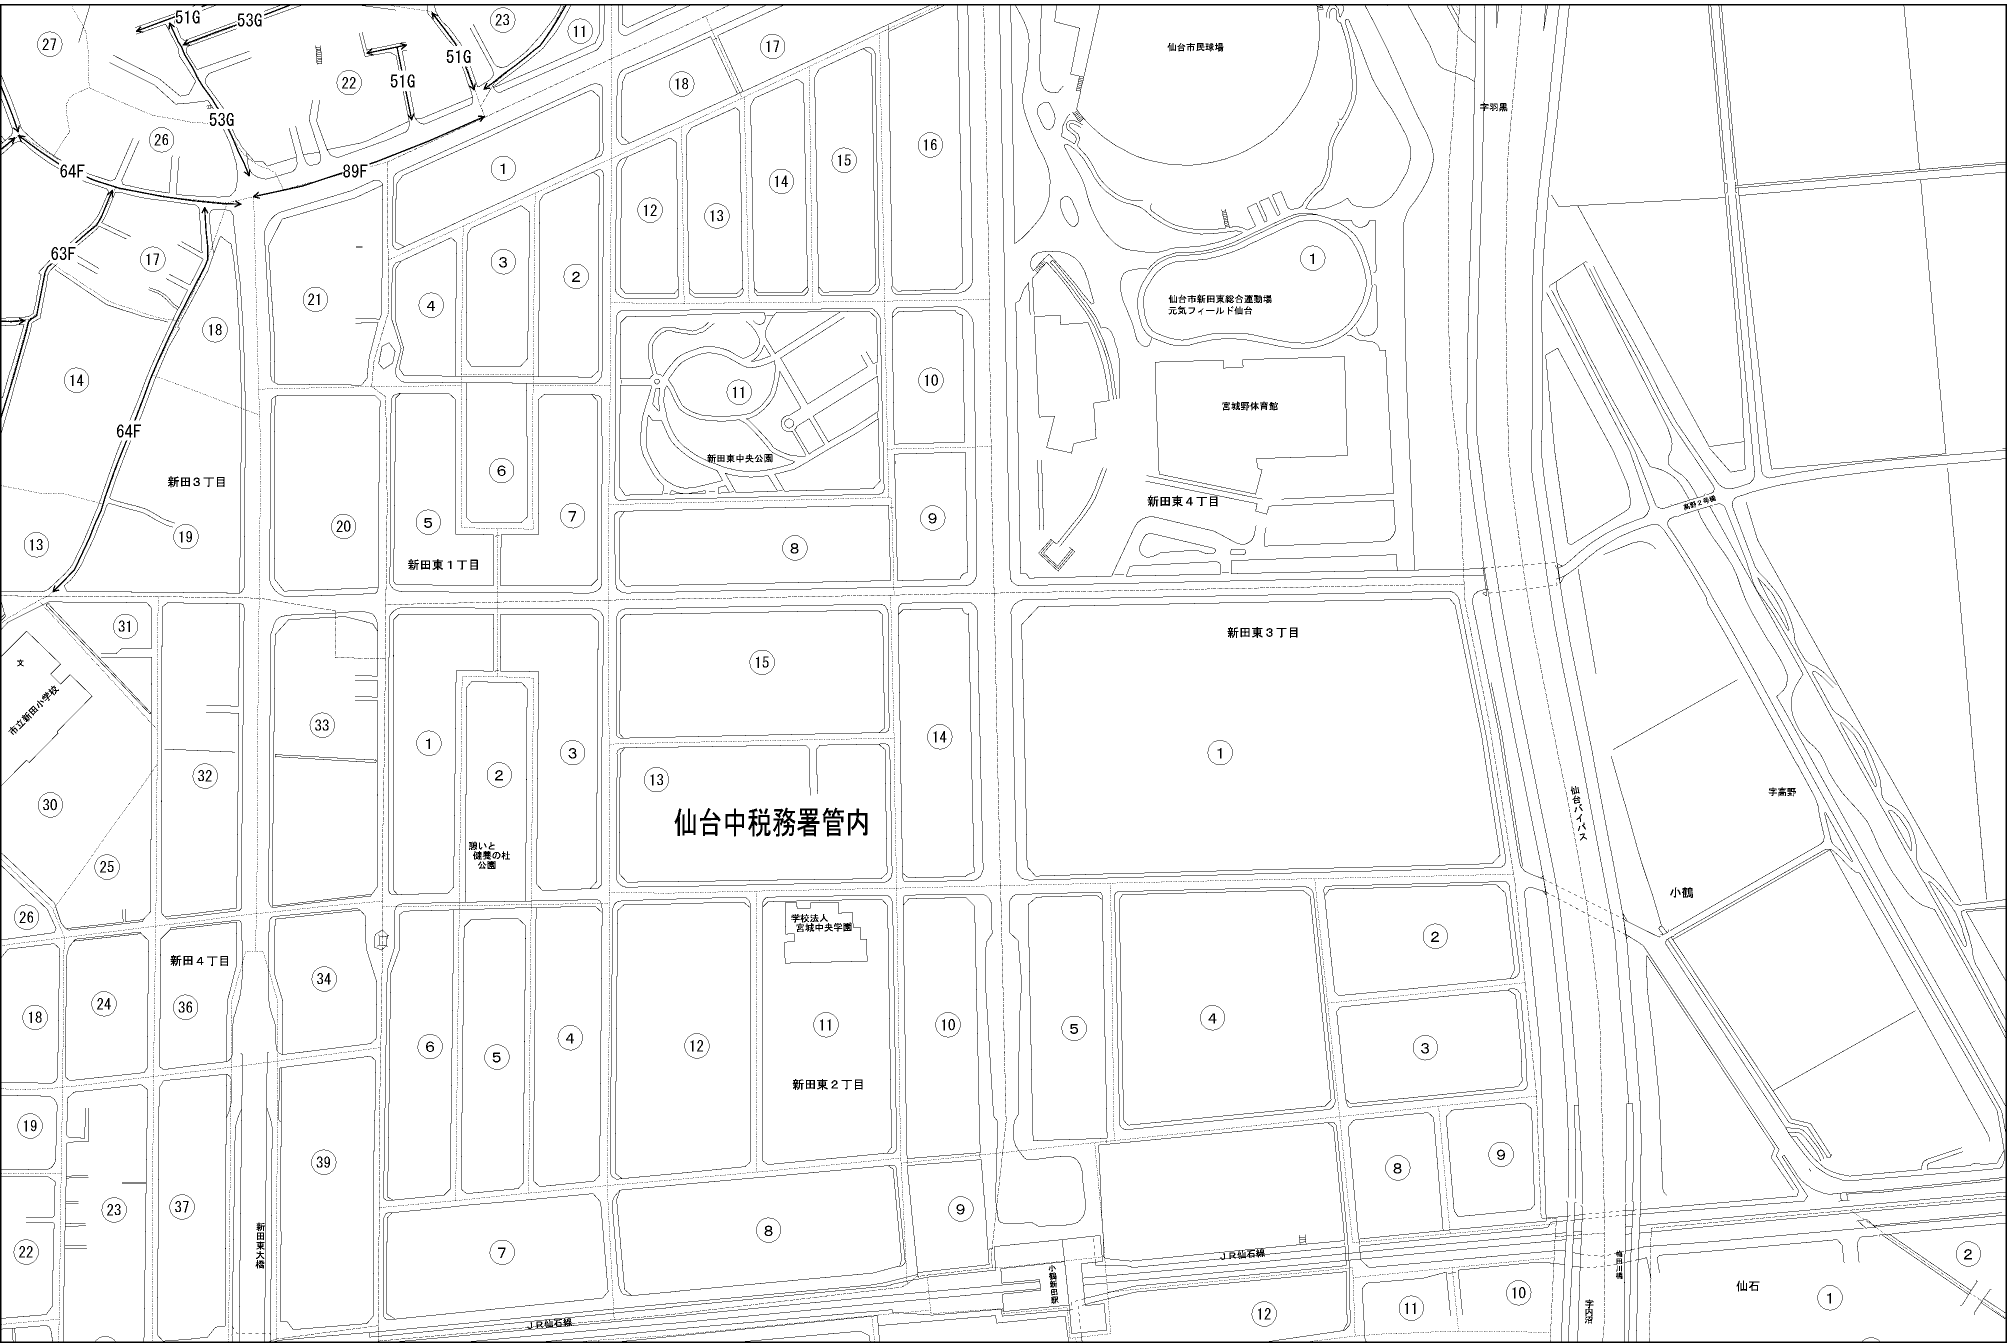 51G
53G
51G
51G
23
11
27
22
53G
26
64F
89F
1
17
18
16
15
14
12
13
仙台市民球場
字羽黒
63F
17
18
14
64F
21
3
2
4
1
仙台市新田東総合運動場
元気フィールド仙台
11
10
新田東中央公園
宮城野体育館
新田3丁目
19
13
20
5
6
7
新田東1丁目
8
9
新田東4丁目
高野2号橋
31
文
市立新田小学校
30
32
25
33
1
2
3
憩いと
健養の杜
公園
15
13
14
仙台中税務署管内
新田東3丁目
1
仙台バイパス
字高野
小鶴
26
新田4丁目
18
24
36
34
6
5
4
学校法人
宮城中央学園
12
11
10
新田東2丁目
5
4
2
3
19
23
22
37
39
新田東大橋
7
8
9
8
9
小鶴新田駅
JR仙石線
JR仙石線
12
11
10
梅田川橋
字内沼
仙石
1
2